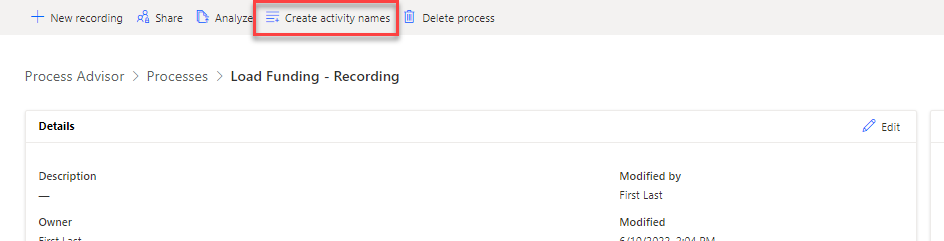 New recording Share Analyze Create activity names Delete process
Process Advisor > Processes > Load Funding - Recording
Details Edit
Description Modified by
— First Last
Owner Modified
First Last 6/10/2022, 2:04 PM